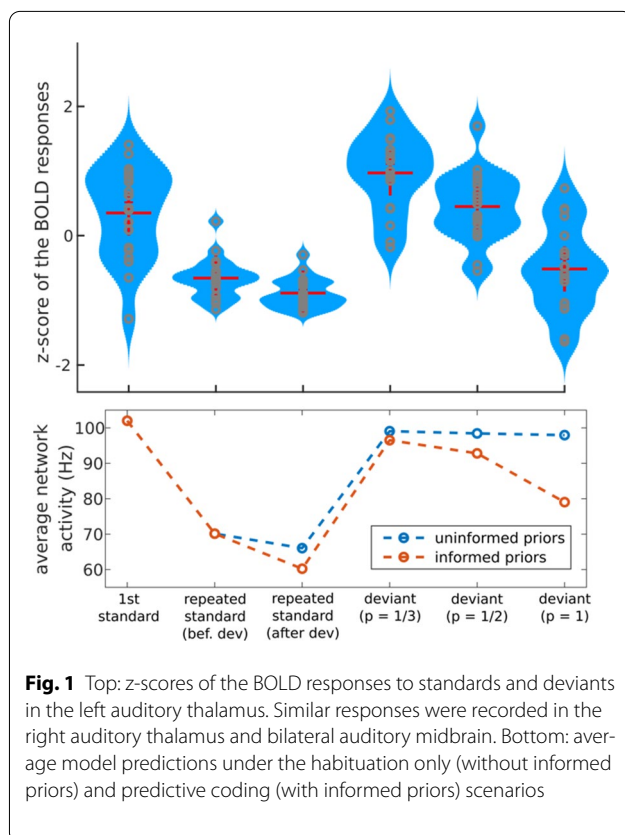 z-score of the BOLD responses
2
0
-2
average network
activity (Hz)
100
90
80
70
60
uninformed priors
informed priors
1st
standard
repeated
standard
(bef. dev)
repeated
standard
(after dev)
deviant
(p = 1/3)
deviant
(p = 1/2)
deviant
(p = 1)
Fig. 1 Top: z-scores of the BOLD responses to standards and deviants
in the left auditory thalamus. Similar responses were recorded in the
right auditory thalamus and bilateral auditory midbrain. Bottom: aver-
age model predictions under the habituation only (without informed
priors) and predictive coding (with informed priors) scenarios